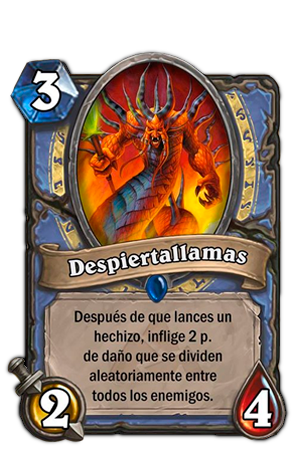 3
Despiertallamas
Después de que lances un
hechizo, inflige 2 p.
de daño que se dividen
aleatoriamente entre
todos los enemigos.
2
4